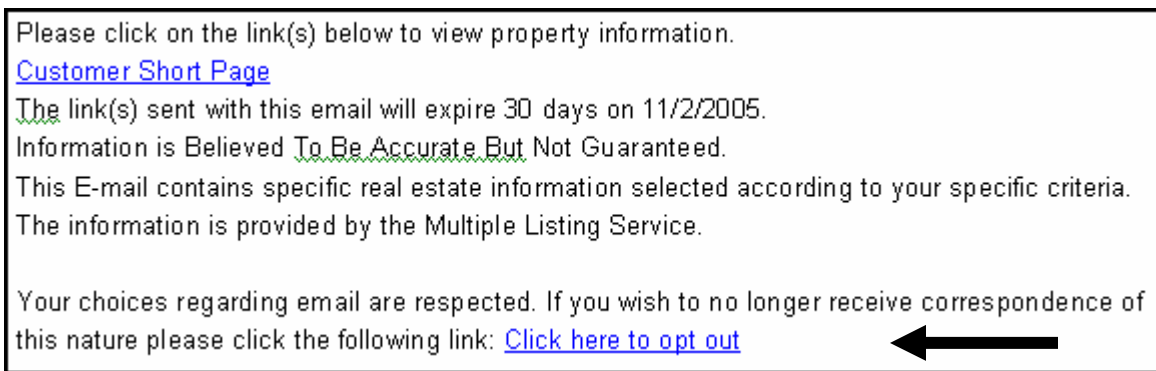 Please click on the link(s) below to view property information.
Customer Short Page
The link(s) sent with this email will expire 30 days on 11/2/2005.
Information is Believed To Be Accurate But Not Guaranteed.
This E-mail contains specific real estate information selected according to your specific criteria.
The information is provided by the Multiple Listing Service.
Your choices regarding email are respected. If you wish to no longer receive correspondence of
this nature please click the following link: Click here to opt out